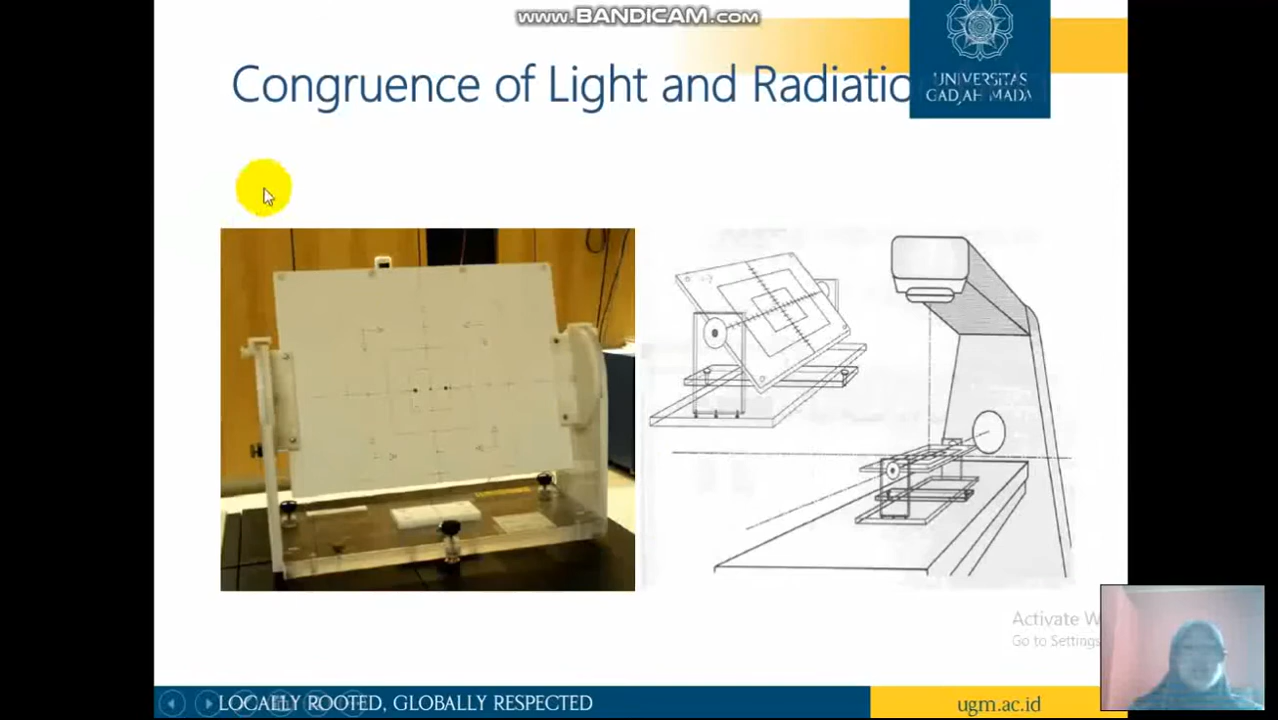 www.BANDICAM.com
Congruence of Light and Radiatio
UNIVERSITAS
GADJAH MADA
Activate W
Go to Settings
LOCALLY ROOTED, GLOBALLY RESPECTED
ugm.ac.id